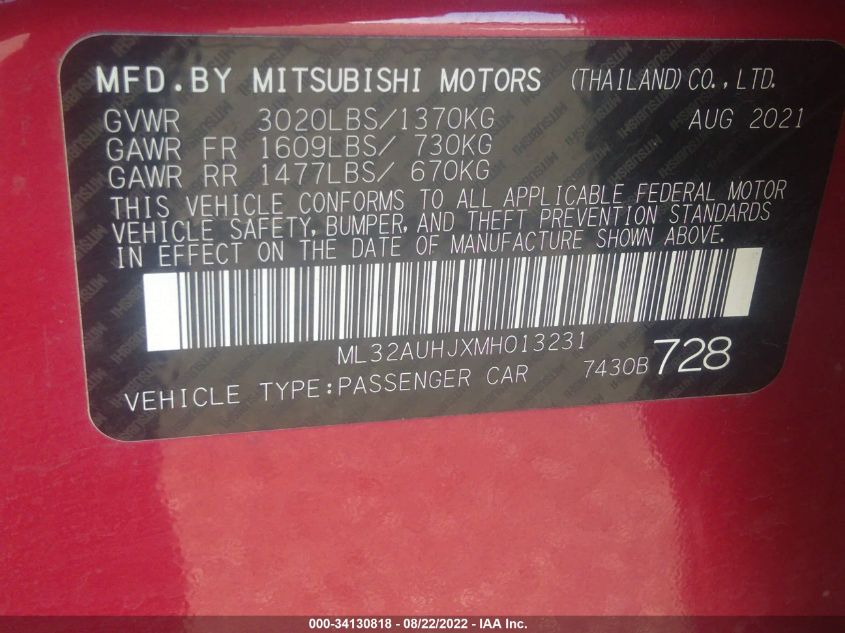 MFD.BY MITSUBISHI MOTORS (THAILAND)CO.,LTD.
GVWR 3020LBS/1370KG AUG 2021
GAWR FR 1609LBS/ 730KG
GAWR RR 1477LBS/ 670KG
THIS VEHICLE CONFORMS TO ALL APPLICABLE FEDERAL MOTOR
VEHICLE SAFETY, BUMPER, AND THEFT PREVENTION STANDARDS
IN EFFECT ON THE DATE OF MANUFACTURE SHOWN ABOVE.
ML32AUHJXMH013231
VEHICLE TYPE:PASSENGER CAR 7430B 728
000-34130818 - 08/22/2022 - IAA Inc.